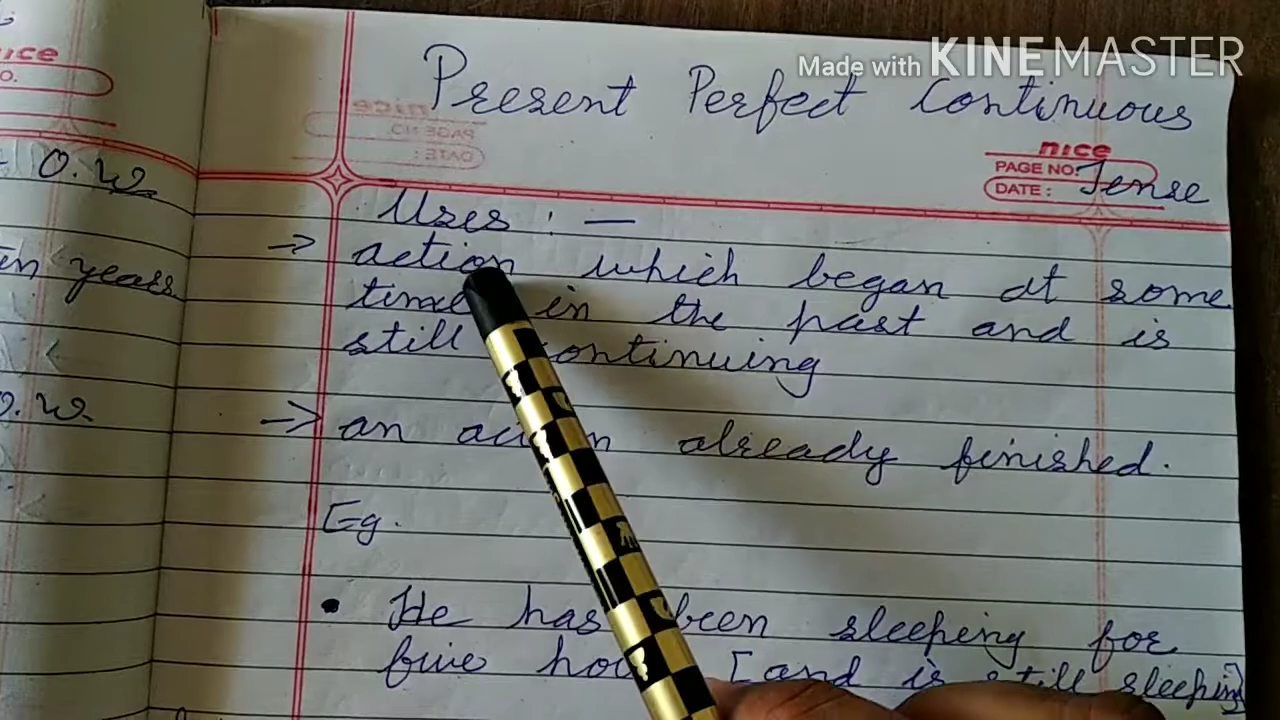 Made with KINEMASTER
Present Perfect Continuous
Tense
nice
PAGE NO:
DATE:
Uses : —
→ action which began at some
time in the past and is
still continuing
→ an action already finished.
Eg.
• He has been sleeping for
five [and is still sleeping]
O.W.
years
O.W.